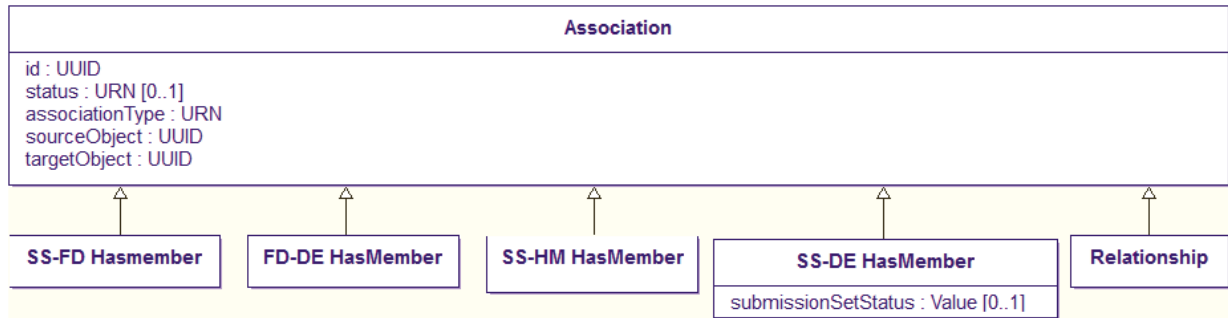 Association
id : UUID
status : URN [0..1]
associationType : URN
sourceObject : UUID
targetObject : UUID
SS-FD Hasmember
FD-DE HasMember
SS-HM HasMember
SS-DE HasMember
submissionSetStatus : Value [0..1]
Relationship